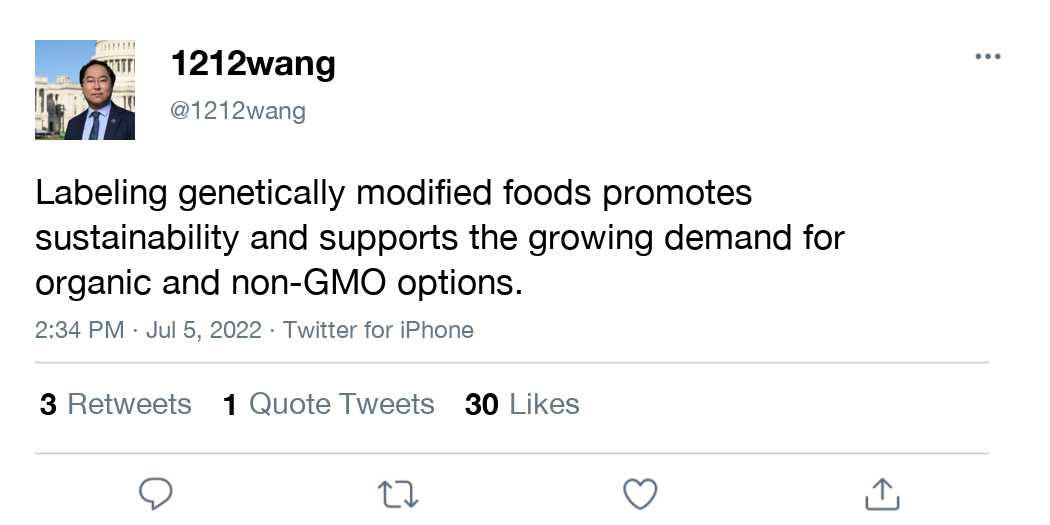 1212wang
@1212wang
Labeling genetically modified foods promotes
sustainability and supports the growing demand for
organic and non-GMO options.
2:34 PM · Jul 5, 2022 · Twitter for iPhone
3 Retweets 1 Quote Tweets 30 Likes